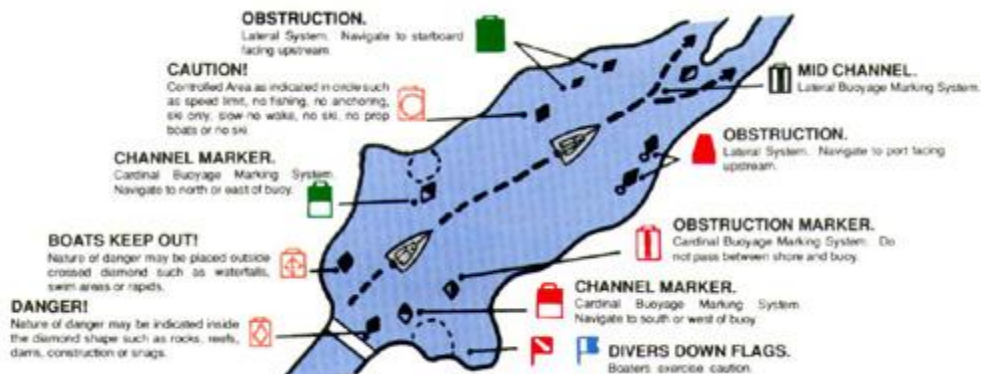 OBSTRUCTION.
Lateral System. Navigate to starboard
facing upstream.
CAUTION!
Controlled Area as indicated in circle such
as speed limit, no fishing, no anchoring,
ski only, slow no wake, no ski, no prop
boats or no ski.
CHANNEL MARKER.
Cardinal Buoyage Marking System.
Navigate to north or east of buoy.
BOATS KEEP OUT!
Nature of danger may be placed outside
crossed diamond such as waterfalls,
swim areas or rapids.
DANGER!
Nature of danger may be indicated inside
the diamond shape such as rocks, reefs,
dams, construction or snags.
MID CHANNEL.
Lateral Buoyage Marking System.
OBSTRUCTION.
Lateral System. Navigate to port facing
upstream.
OBSTRUCTION MARKER.
Cardinal Buoyage Marking System. Do
not pass between shore and buoy.
CHANNEL MARKER.
Cardinal Buoyage Marking System
Navigate to south or west of buoy
DIVERS DOWN FLAGS.
Boaters exercise caution.